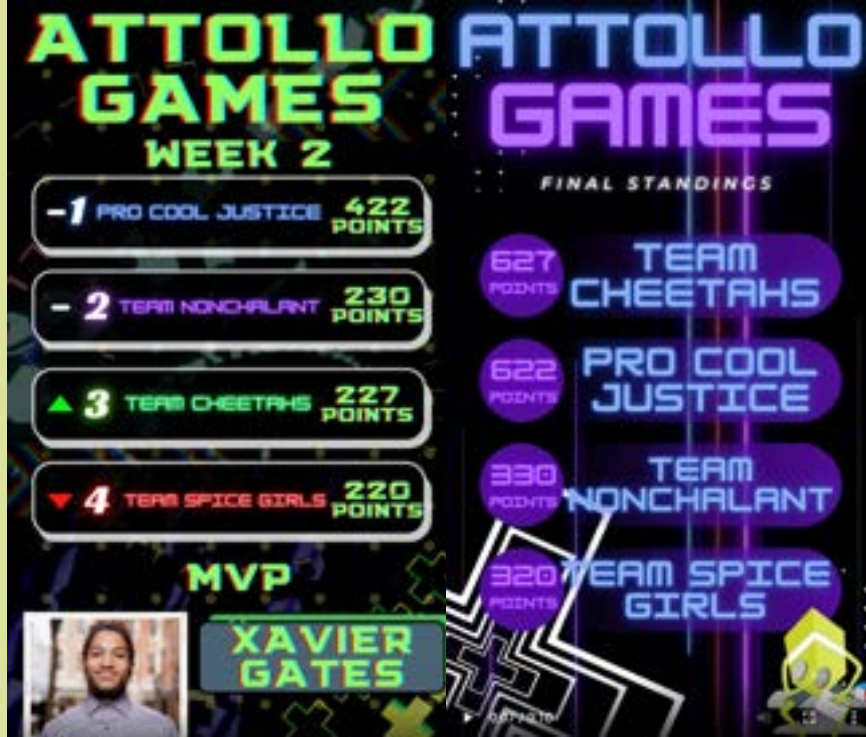 ATTOLLO
GAMES
WEEK 2
-1 PRO COOL JUSTICE 422 POINTS
- 2 TEAM NONCHALANT 230 POINTS
▲ 3 TEAM CHEETAHS 227 POINTS
▼ 4 TEAM SPICE GIRLS 220 POINTS
MVP
XAVIER
GATES
ATTOLLO
GAMES
FINAL STANDINGS
627 POINTS
TEAM
CHEETAHS
622 POINTS
PRO COOL
JUSTICE
330 POINTS
TEAM
NONCHALANT
320 POINTS
TEAM SPICE
GIRLS